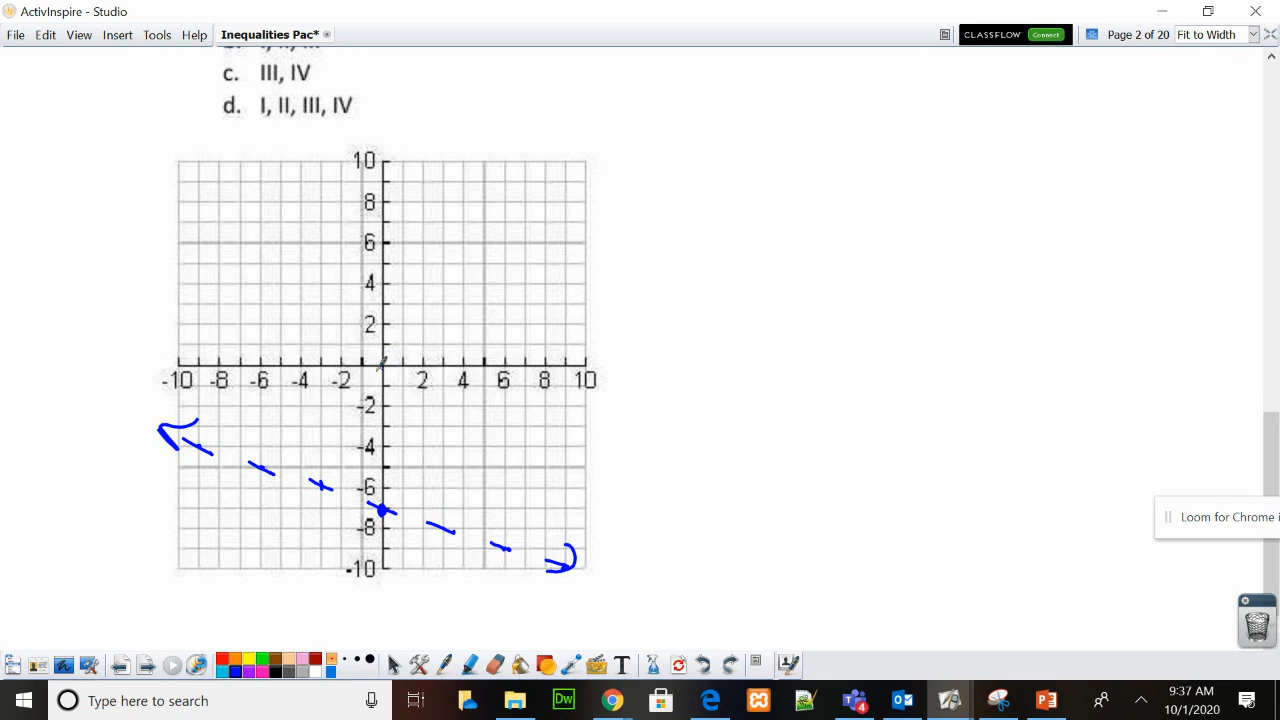 ActivInspire - Studio
File Edit View Insert Tools Help Inequalities Pac* CLASSFLOW Connect Page 2 of 20 Fit to Width
c. III, IV
d. I, II, III, IV
10
8
6
4
2
-10 -8 -6 -4 -2 2 4 6 8 10
-2
-4
-6
-8
-10
Loom for Chrome i
T
Type here to search Dw 4 9:37 AM
10/1/2020